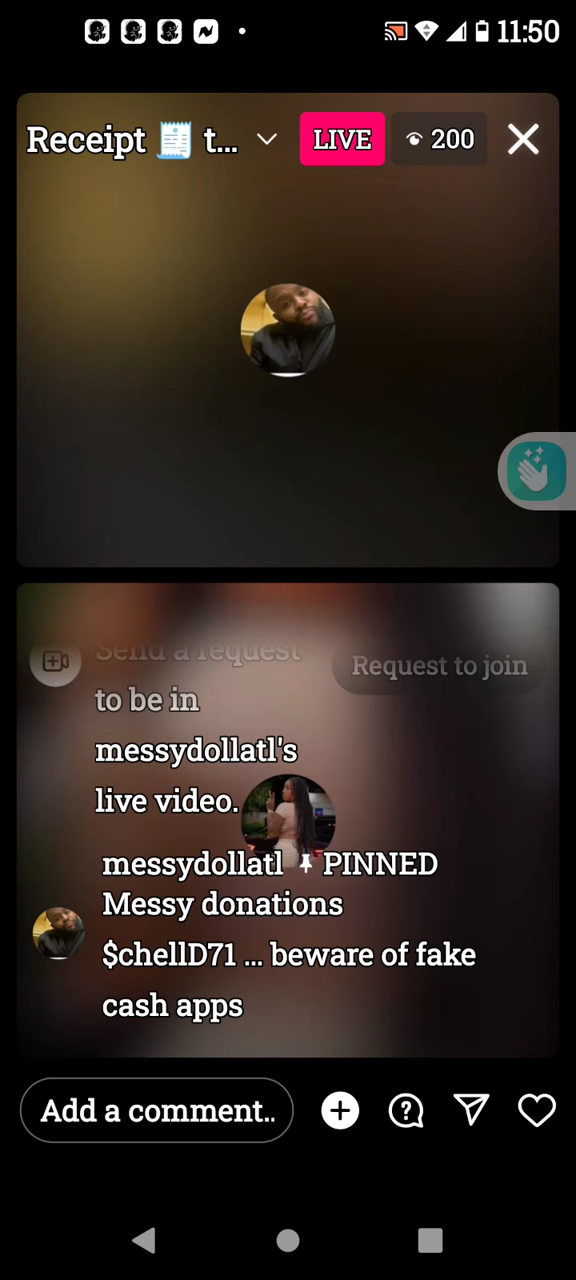 11:50
Receipt 🧾 t... LIVE 200
Send a request Request to join
to be in
messydollatl's
live video.
messydollatl 📌 PINNED
Messy donations
$chellD71 ... beware of fake
cash apps
Add a comment..